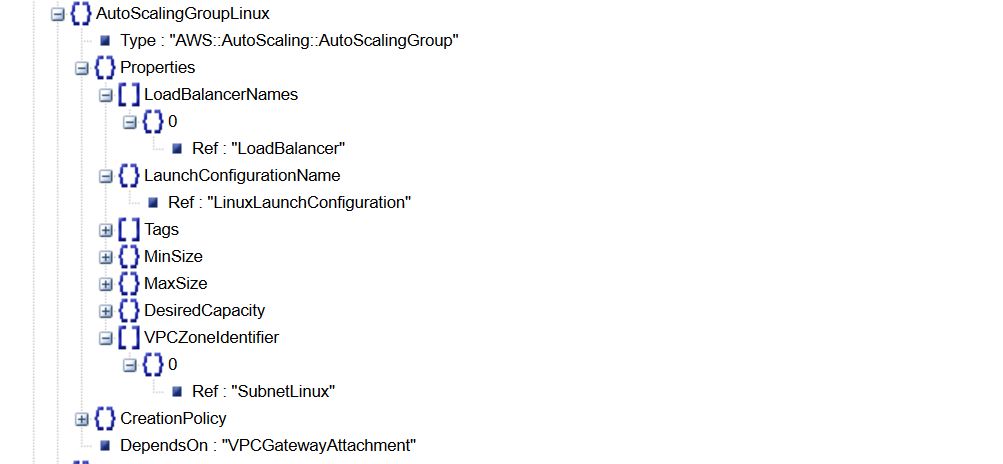 AutoScalingGroupLinux
Type : "AWS::AutoScaling::AutoScalingGroup"
Properties
LoadBalancerNames
0
Ref : "LoadBalancer"
LaunchConfigurationName
Ref : "LinuxLaunchConfiguration"
Tags
MinSize
MaxSize
DesiredCapacity
VPCZoneIdentifier
0
Ref : "SubnetLinux"
CreationPolicy
DependsOn : "VPCGatewayAttachment"